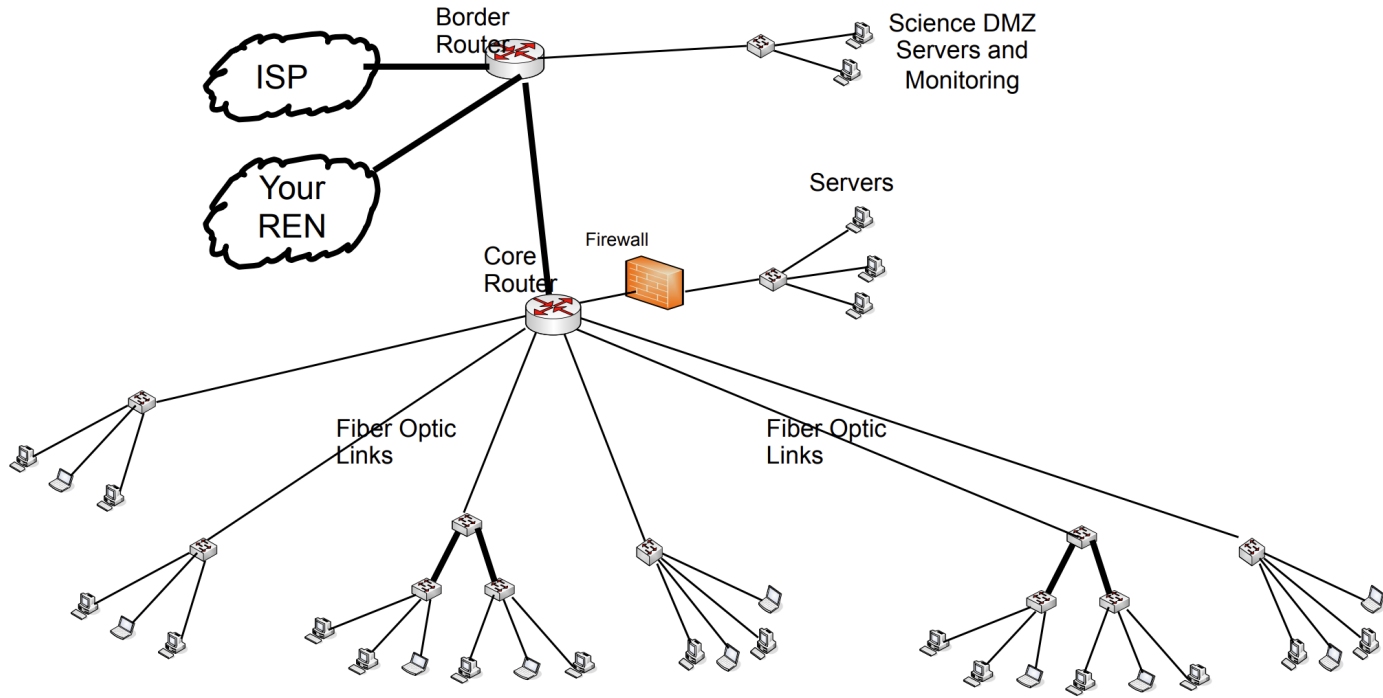 Border
Router
ISP
Science DMZ
Servers and
Monitoring
Your
REN
Servers
Firewall
Core
Router
Fiber Optic
Links
Fiber Optic
Links